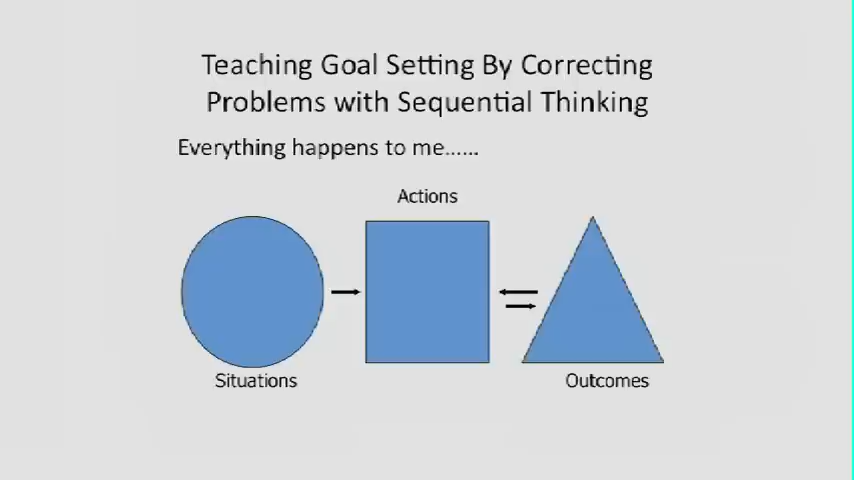 Teaching Goal Setting By Correcting
Problems with Sequential Thinking
Everything happens to me......
Actions
Situations
Outcomes